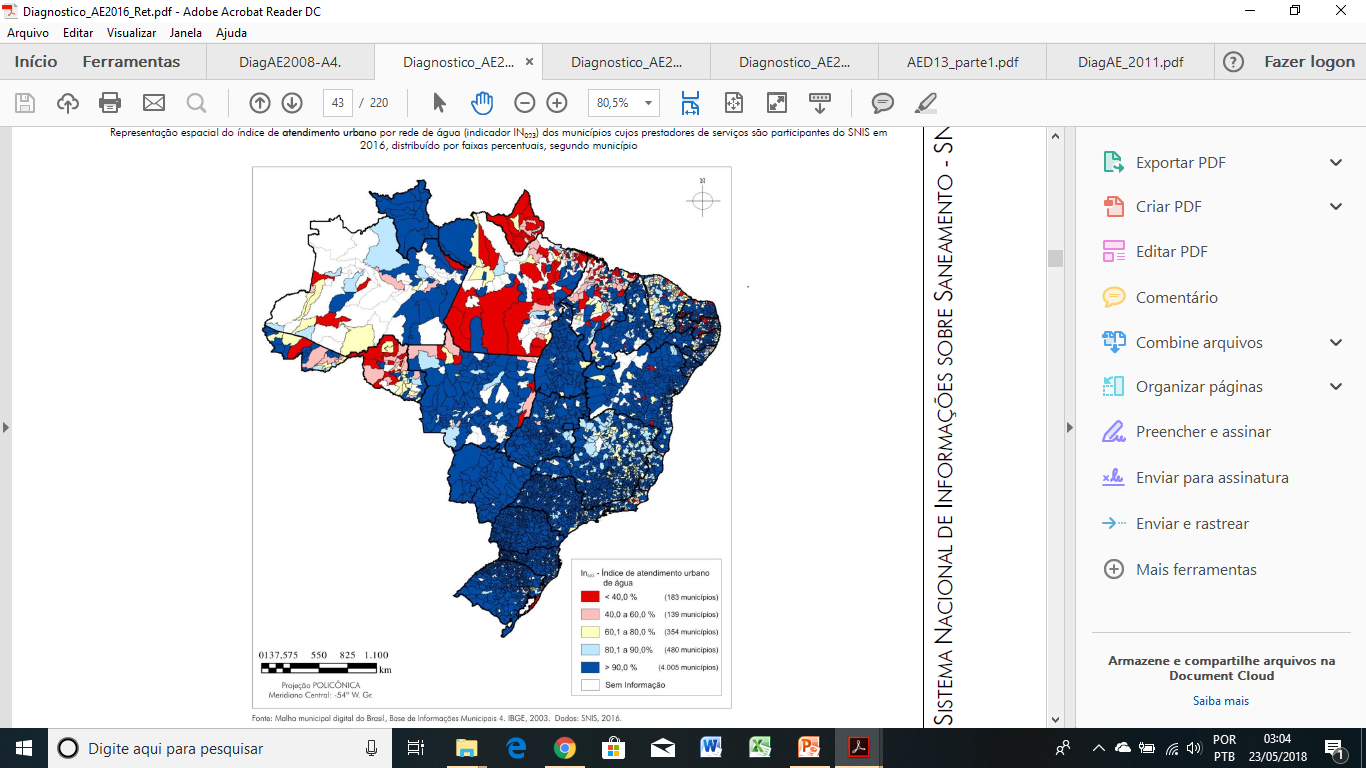 Diagnostico_AE2016_Ret.pdf - Adobe Acrobat Reader DC
Arquivo Editar Visualizar Janela Ajuda
Início Ferramentas DiagAE2008-A4. Diagnostico_AE2... × Diagnostico_AE2... Diagnostico_AE2... AED13_parte1.pdf DiagAE_2011.pdf ? Fazer logon
43 / 220 80,5%
Representação espacial do índice de atendimento urbano por rede de água (indicador IN023) dos municípios cujos prestadores de serviços são participantes do SNIS em
2016, distribuído por faixas percentuais, segundo município
N
In023 - Índice de atendimento urbano
de água
< 40,0 % (183 municípios)
40,0 a 60,0 % (139 municípios)
60,1 a 80,0 % (354 municípios)
80,1 a 90,0% (480 municípios)
> 90,0 % (4.005 municípios)
Sem Informação
0137,575 550 825 1.100
km
Projeção POLICÔNICA
Meridiano Central: -54º W. Gr.
Fonte: Malha municipal digital do Brasil, Base de Informações Municipais 4. IBGE, 2003. Dados: SNIS, 2016.
SISTEMA NACIONAL DE INFORMAÇÕES SOBRE SANEAMENTO - SN
Exportar PDF
Criar PDF
Editar PDF
Comentário
Combine arquivos
Organizar páginas
Preencher e assinar
Enviar para assinatura
Enviar e rastrear
Mais ferramentas
Armazene e compartilhe arquivos na
Document Cloud
Saiba mais
Digite aqui para pesquisar
POR
PTB
03:04
23/05/2018
1